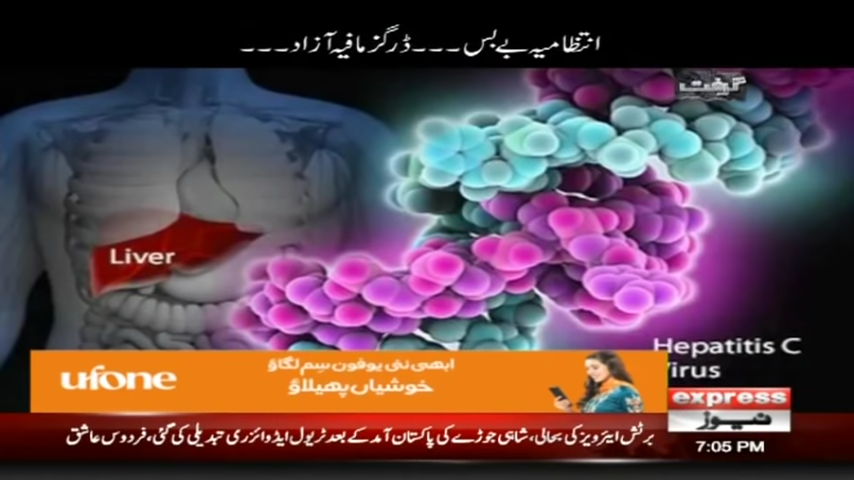 انتظامیہ بے بس ۔۔۔ ڈرگز مافیہ آزاد ۔۔۔
Liver
Hepatitis C
irus
ufone
ابھی نئی یوفون سِم لگاؤ
خوشیاں پھیلاؤ
express
نیوز
برٹش ایئرویز کی بحالی، شاہی جوڑے کی پاکستان آمد کے بعد ٹریول ایڈوائزری تبدیلی کی گئی، فردوس عاشق
7:05 PM